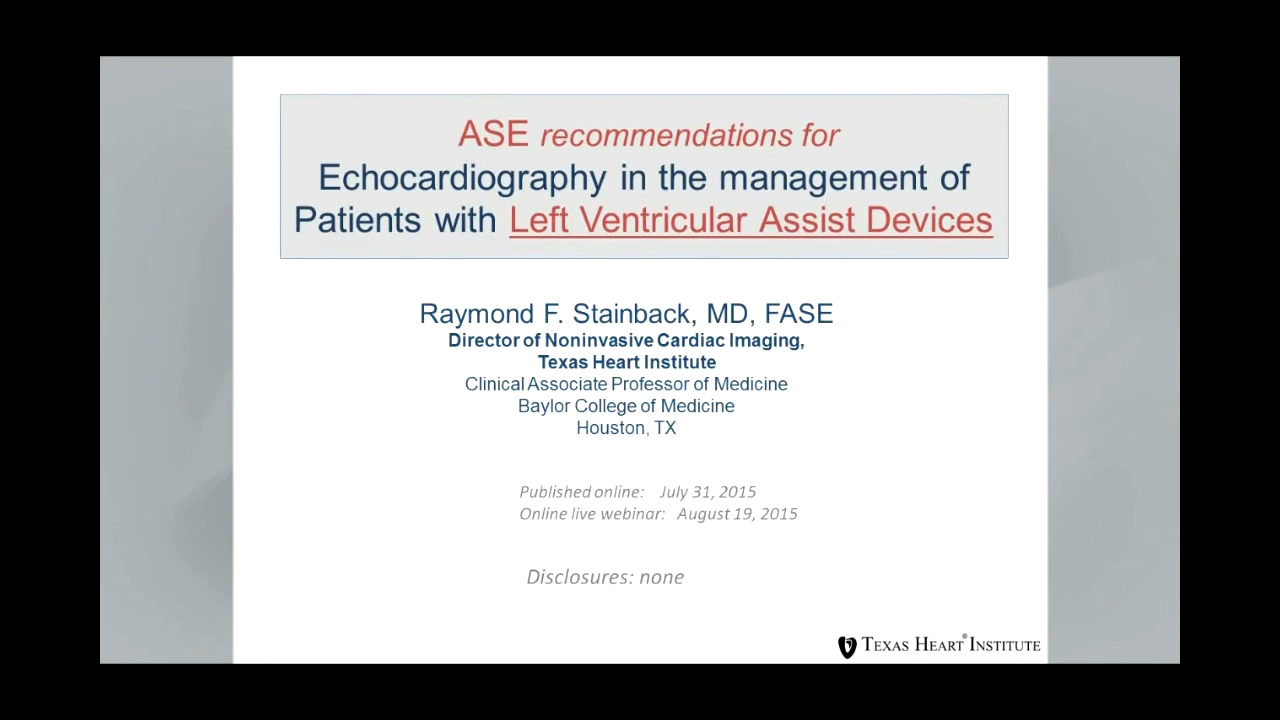 ASE recommendations for
Echocardiography in the management of
Patients with Left Ventricular Assist Devices
Raymond F. Stainback, MD, FASE
Director of Noninvasive Cardiac Imaging,
Texas Heart Institute
Clinical Associate Professor of Medicine
Baylor College of Medicine
Houston, TX
Published online: July 31, 2015
Online live webinar: August 19, 2015
Disclosures: none
TEXAS HEART® INSTITUTE